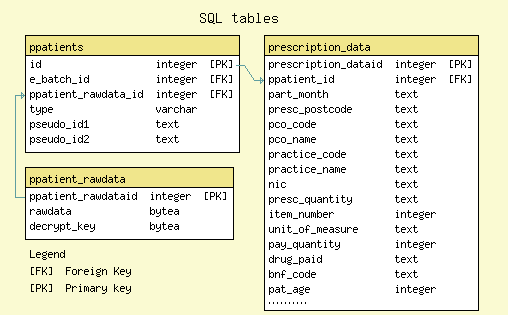 SQL tables
ppatients
id integer [PK]
e_batch_id integer [FK]
ppatient_rawdata_id integer [FK]
type varchar
pseudo_id1 text
pseudo_id2 text
ppatient_rawdata
ppatient_rawdataid integer [PK]
rawdata bytea
decrypt_key bytea
Legend
[FK] Foreign Key
[PK] Primary key
prescription_data
prescription_dataid integer [PK]
ppatient_id integer [FK]
part_month text
presc_postcode text
pco_code text
pco_name text
practice_code text
practice_name text
nic text
presc_quantity text
item_number integer
unit_of_measure text
pay_quantity integer
drug_paid text
bnf_code text
pat_age integer
..........